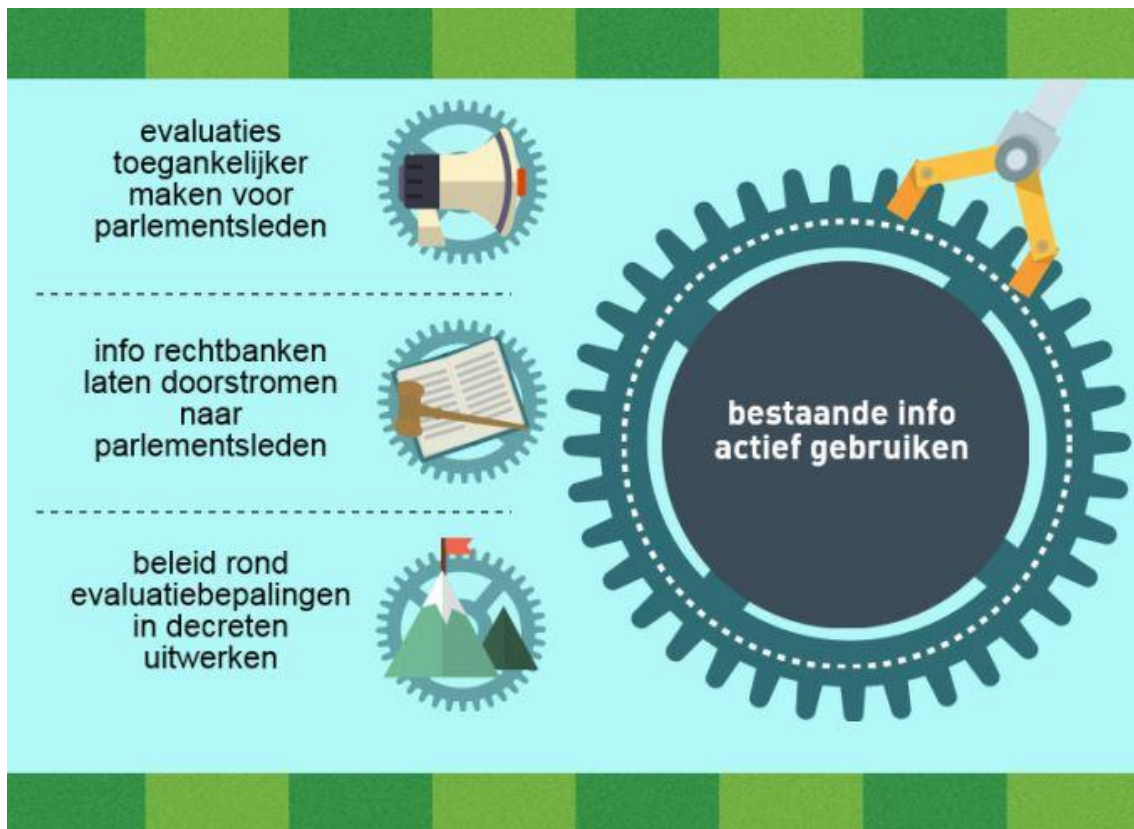 evaluaties
toegankelijker
maken voor
parlementsleden
info rechtbanken
laten doorstromen
naar
parlementsleden
beleid rond
evaluatiebepalingen
in decreten
uitwerken
bestaande info
actief gebruiken